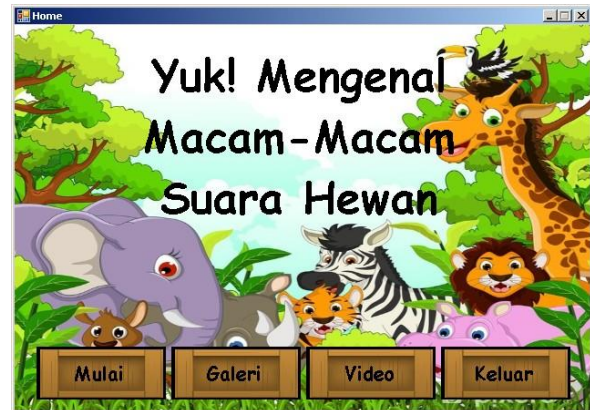 Home
Yuk! Mengenal
Macam-Macam
Suara Hewan
Mulai Galeri Video Keluar